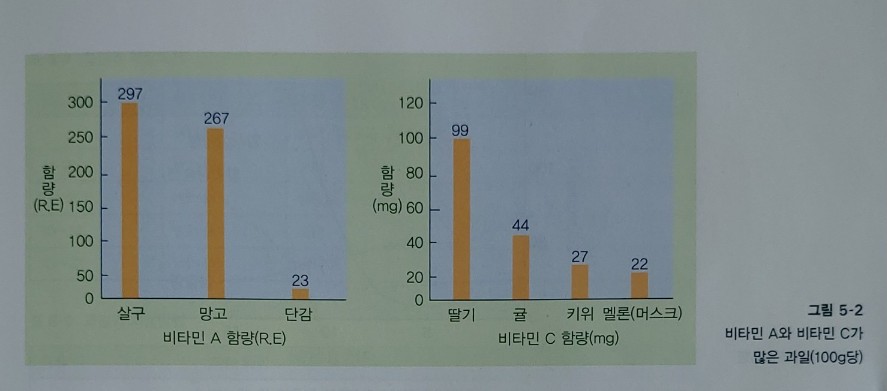 300
250
200
150
100
50
0
함
량
(R.E)
297
267
23
살구 망고 단감
비타민 A 함량(R.E)
120
100
80
60
40
20
0
함
량
(mg)
99
44
27
22
딸기 귤 키위 멜론(머스크)
비타민 C 함량(mg)
그림 5-2
비타민 A와 비타민 C가
많은 과일(100g당)